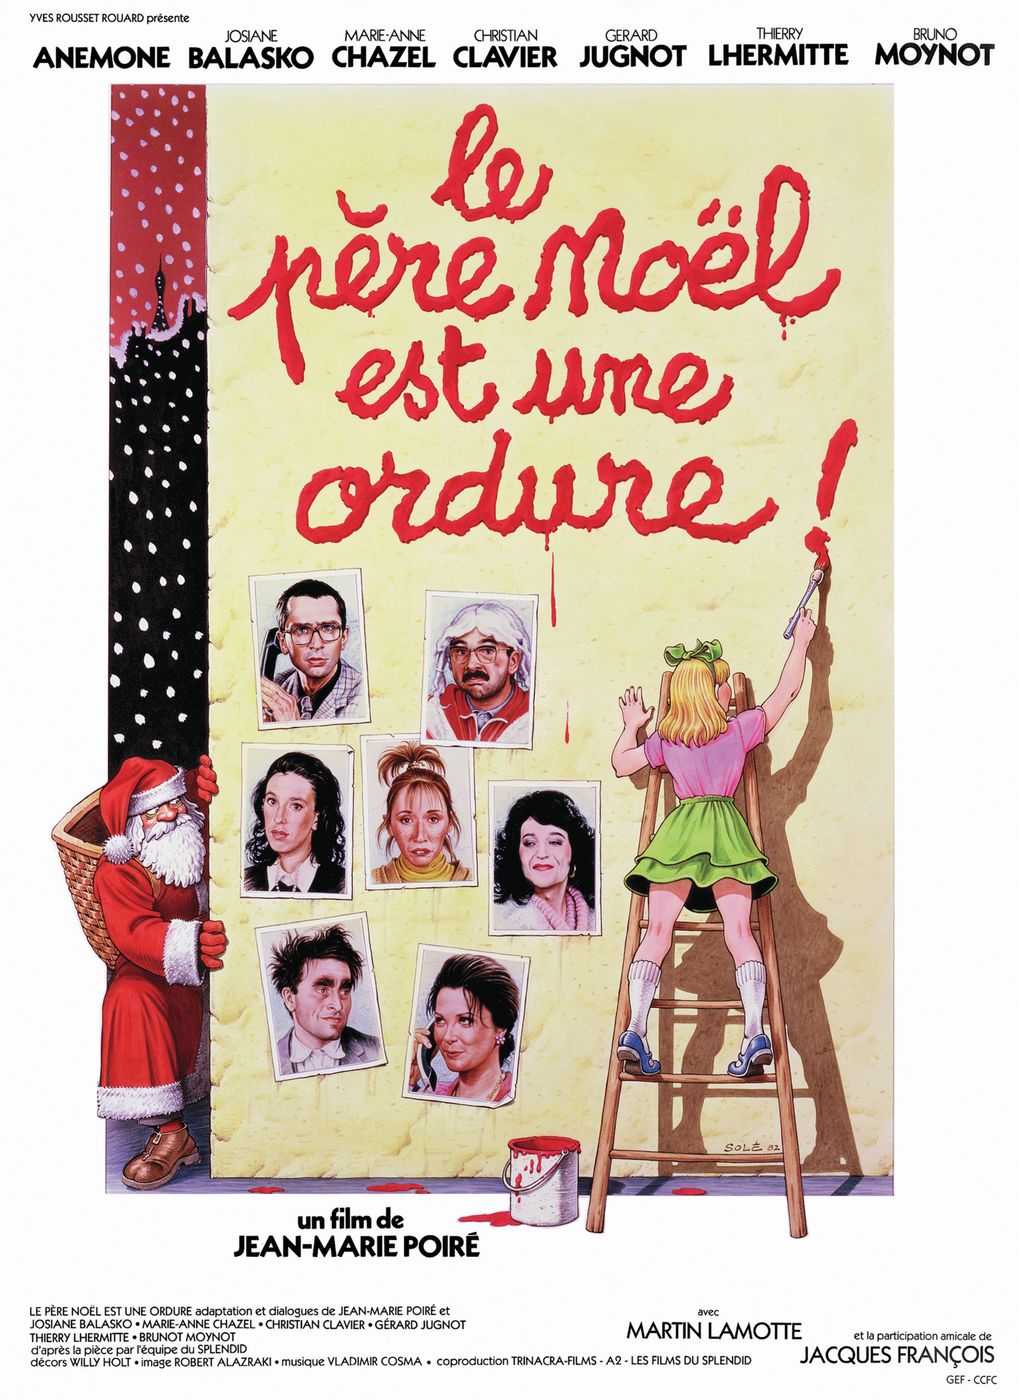 YVES ROUSSET ROUARD présente
ANEMONE
JOSIANE
BALASKO
MARIE-ANNE
CHAZEL
CHRISTIAN
CLAVIER
GERARD
JUGNOT
THIERRY
LHERMITTE
BRUNO
MOYNOT
le
père Noël
est une
ordure !
SOLÉ 82
un film de
JEAN-MARIE POIRÉ
LE PÈRE NOËL EST UNE ORDURE adaptation et dialogues de JEAN-MARIE POIRÉ et
JOSIANE BALASKO • MARIE-ANNE CHAZEL • CHRISTIAN CLAVIER • GÉRARD JUGNOT
THIERRY LHERMITTE • BRUNOT MOYNOT
d'après la pièce par l'équipe du SPLENDID
décors WILLY HOLT • image ROBERT ALAZRAKI • musique VLADIMIR COSMA • coproduction TRINACRA-FILMS - A2 - LES FILMS DU SPLENDID
avec
MARTIN LAMOTTE
et la participation amicale de
JACQUES FRANÇOIS
GEF - CCFC